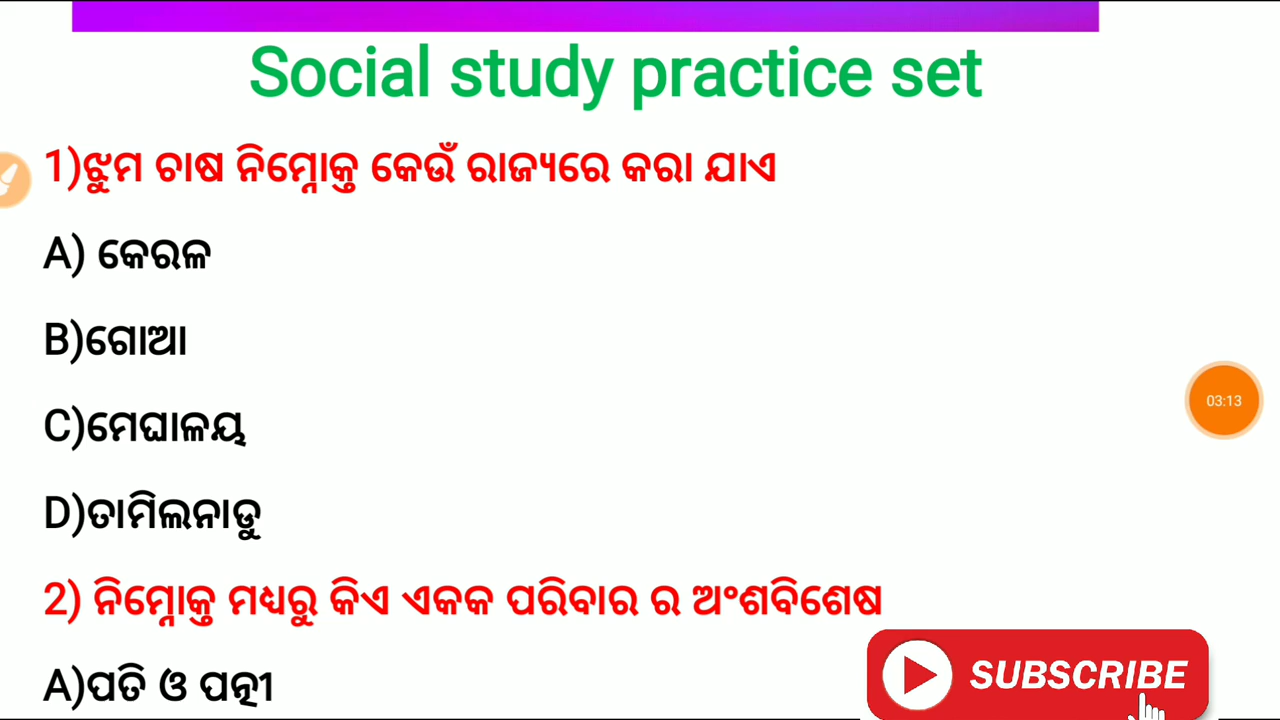 Social study practice set
1)ଝୁମ ଚାଷ ନିମ୍ନୋକ୍ତ କେଉଁ ରାଜ୍ୟରେ କରା ଯାଏ
A) କେରଳ
B)ଗୋଆ
C)ମେଘାଳୟ
D)ତାମିଲନାଡୁ
03:13
2) ନିମ୍ନୋକ୍ତ ମଧ୍ୟରୁ କିଏ ଏକକ ପରିବାର ର ଅଂଶବିଶେଷ
A)ପତି ଓ ପତ୍ନୀ
SUBSCRIBE